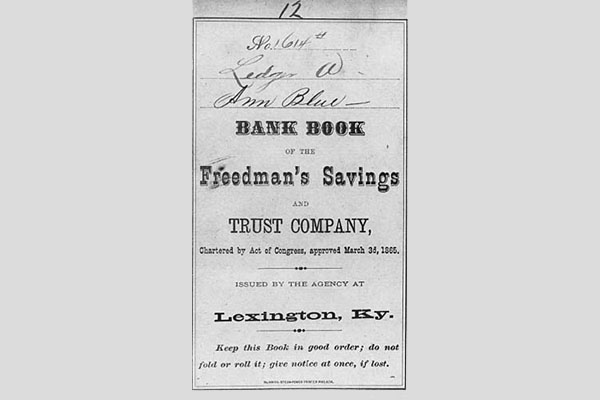 12
No. 1614
Ledger A
Ann Blue
BANK BOOK
OF THE
Freedman's Savings
AND
TRUST COMPANY,
Chartered by Act of Congress, approved March 3d, 1865.
ISSUED BY THE AGENCY AT
Lexington, Ky.
Keep this Book in good order; do not
fold or roll it; give notice at once, if lost.